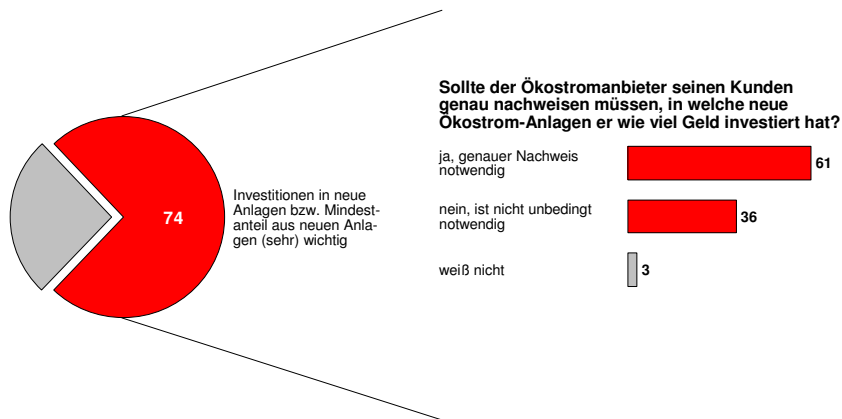 74
Investitionen in neue
Anlagen bzw. Mindest-
anteil aus neuen Anla-
gen (sehr) wichtig
Sollte der Ökostromanbieter seinen Kunden
genau nachweisen müssen, in welche neue
Ökostrom-Anlagen er wie viel Geld investiert hat?
ja, genauer Nachweis
notwendig
61
nein, ist nicht unbedingt
notwendig
36
weiß nicht
3